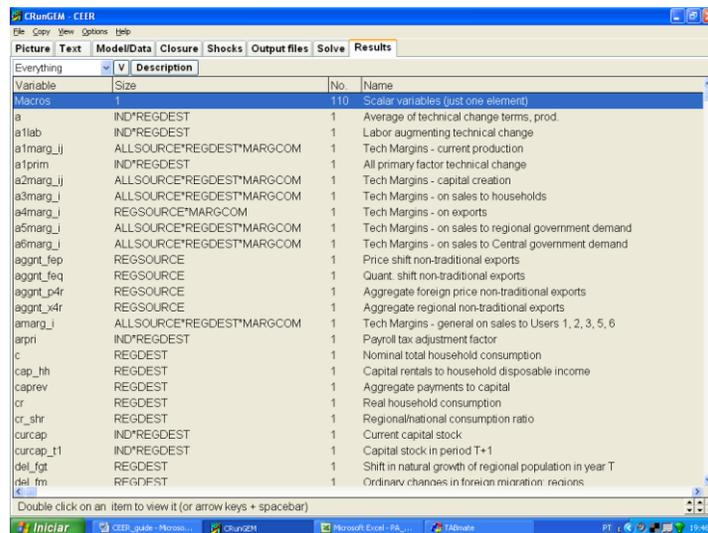 CRunGEM - CEER
File Copy View Options Help
Picture Text Model/Data Closure Shocks Output files Solve Results
Everything V Description
Variable Size No. Name
Macros 1 110 Scalar variables (just one element)
a IND*REGDEST 1 Average of technical change terms, prod.
a1lab IND*REGDEST 1 Labor augmenting technical change
a1marg_ij ALLSOURCE*REGDEST*MARGCOM 1 Tech Margins - current production
a1prim IND*REGDEST 1 All primary factor technical change
a2marg_ij ALLSOURCE*REGDEST*MARGCOM 1 Tech Margins - capital creation
a3marg_i ALLSOURCE*REGDEST*MARGCOM 1 Tech Margins - on sales to households
a4marg_i REGSOURCE*MARGCOM 1 Tech Margins - on exports
a5marg_i ALLSOURCE*REGDEST*MARGCOM 1 Tech Margins - on sales to regional government demand
a6marg_i ALLSOURCE*REGDEST*MARGCOM 1 Tech Margins - on sales to Central government demand
aggnt_fep REGSOURCE 1 Price shift non-traditional exports
aggnt_feq REGSOURCE 1 Quant. shift non-traditional exports
aggnt_p4r REGSOURCE 1 Aggregate foreign price non-traditional exports
aggnt_x4r REGSOURCE 1 Aggregate regional non-traditional exports
amarg_i ALLSOURCE*REGDEST*MARGCOM 1 Tech Margins - general on sales to Users 1, 2, 3, 5, 6
arpri IND*REGDEST 1 Payroll tax adjustment factor
c REGDEST 1 Nominal total household consumption
cap_hh REGDEST 1 Capital rentals to household disposable income
caprev REGDEST 1 Aggregate payments to capital
cr REGDEST 1 Real household consumption
cr_shr REGDEST 1 Regional/national consumption ratio
curcap IND*REGDEST 1 Current capital stock
curcap_t1 IND*REGDEST 1 Capital stock in period T+1
del_fgt REGDEST 1 Shift in natural growth of regional population in year T
del_fm REGDEST 1 Ordinary changes in foreign migration: regions
Double click on an item to view it (or arrow keys + spacebar)
Iniciar CEER_guide - Microso... CRunGEM Microsoft Excel - PA_... TABmate PT 19:46